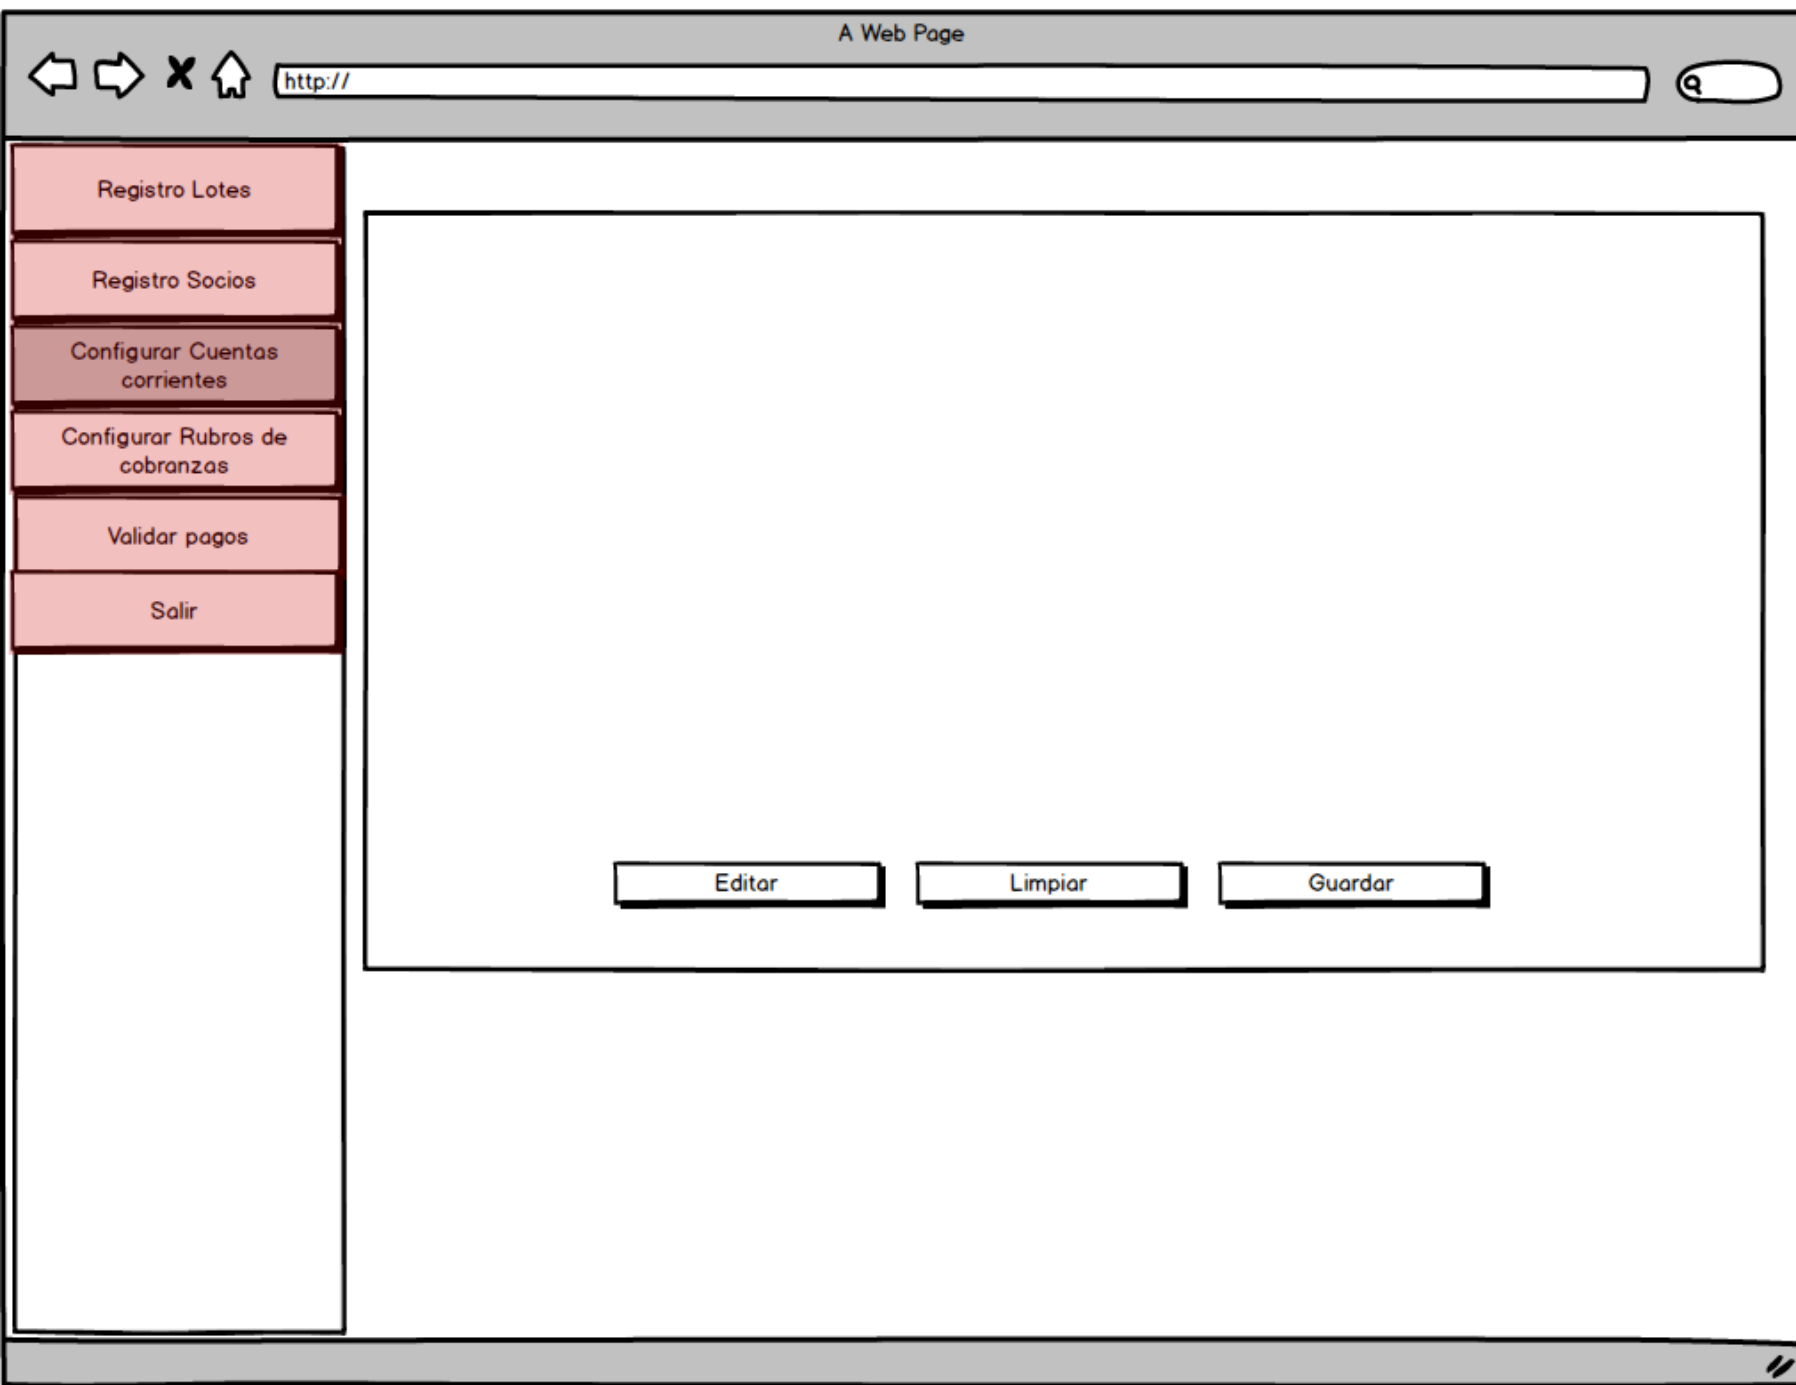 A Web Page
http://
Registro Lotes
Registro Socios
Configurar Cuentas
corrientes
Configurar Rubros de
cobranzas
Validar pagos
Salir
Editar
Limpiar
Guardar